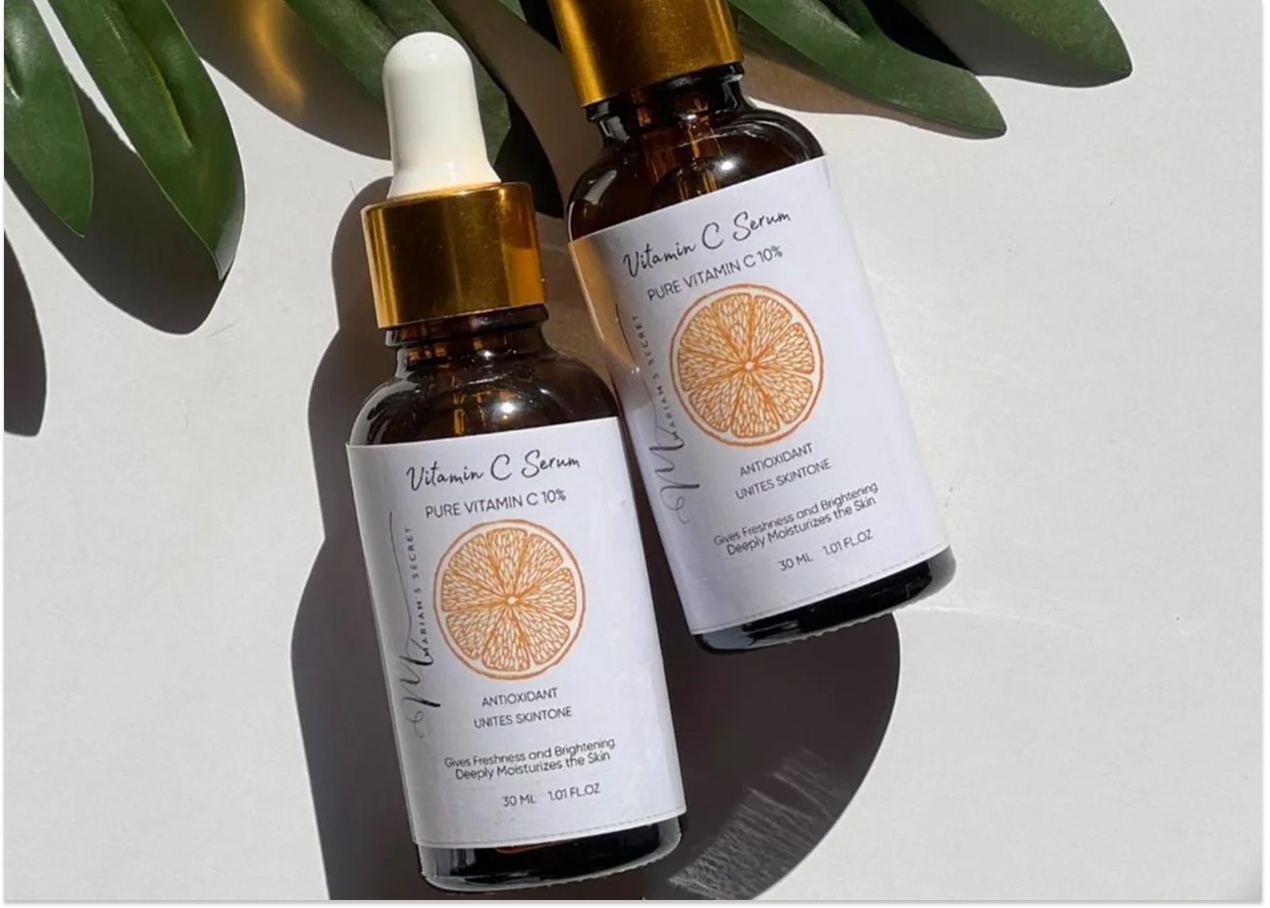 Vitamin C Serum
PURE VITAMIN C 10%
MARIAM'S SECRET
ANTIOXIDANT
UNITES SKINTONE
Gives Freshness and Brightening
Deeply Moisturizes the Skin
30 ML 1.01 FL.OZ
Vitamin C Serum
PURE VITAMIN C 10%
MARIAM'S SECRET
ANTIOXIDANT
UNITES SKINTONE
Gives Freshness and Brightening
Deeply Moisturizes the Skin
30 ML 1.01 FL.OZ